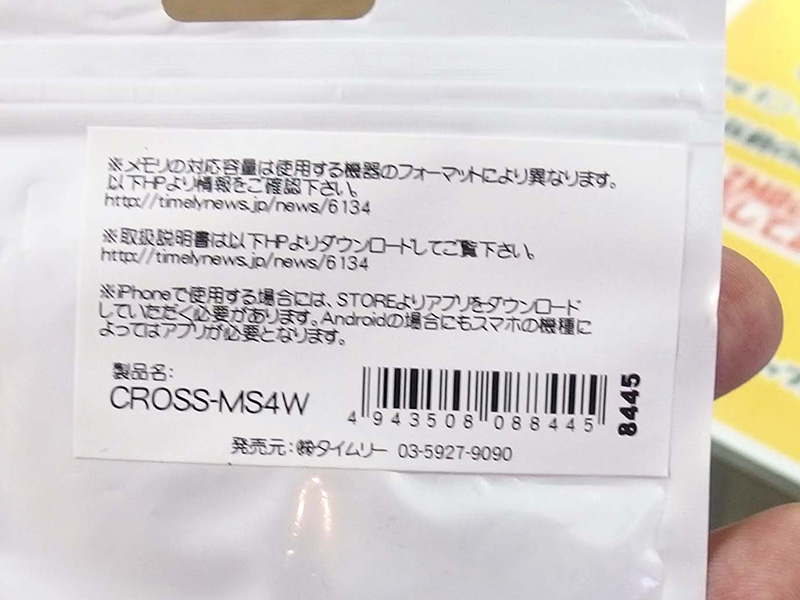 ※メモリの対応容量は使用する機器のフォーマットにより異なります。
以下HPより情報をご確認下さい。
http://timelynews.jp/news/6134
※取扱説明書は以下HPよりダウンロードしてご覧下さい。
http://timelynews.jp/news/6134
※iPhoneで使用する場合には、STOREよりアプリをダウンロード
していただく必要があります。Androidの場合にもスマホの機種に
よってはアプリが必要となります。
製品名:
CROSS-MS4W
4 943508 088445
8445
発売元:㈱タイムリー 03-5927-9090